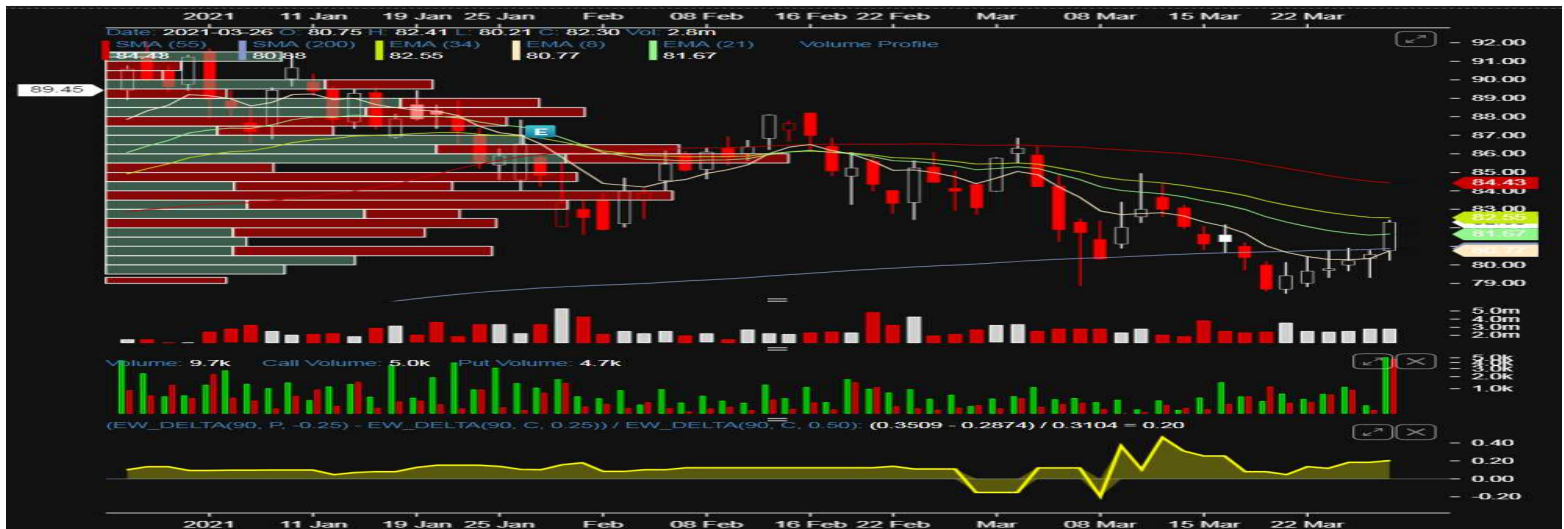 2021 11 Jan 19 Jan 25 Jan Feb 08 Feb 16 Feb 22 Feb Mar 08 Mar 15 Mar 22 Mar
Date: 2021-03-26 O: 80.75 H: 82.41 L: 80.21 C: 82.30 Vol: 2.8m
SMA (55) SMA (200) EMA (34) EMA (8) EMA (21) Volume Profile
84.43 80.88 82.55 80.77 81.67
92.00
91.00
90.00
89.45
89.00
88.00
87.00
E
86.00
85.00
84.43
84.00
83.00
82.55
81.67
80.77
80.00
79.00
5.0m
4.0m
3.0m
2.0m
Volume: 9.7k Call Volume: 5.0k Put Volume: 4.7k
5.0k
4.0k
3.0k
2.0k
1.0k
(EW_DELTA(90, P, -0.25) - EW_DELTA(90, C, 0.25)) / EW_DELTA(90, C, 0.50): (0.3509 - 0.2874) / 0.3104 = 0.20
0.40
0.20
0.00
-0.20
2021 11 Jan 19 Jan 25 Jan Feb 08 Feb 16 Feb 22 Feb Mar 08 Mar 15 Mar 22 Mar